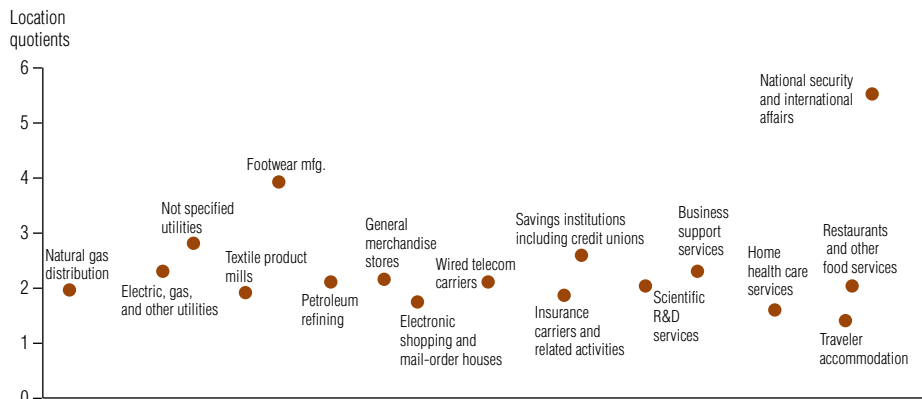 Location
quotients
6
5
4
3
2
1
0
National security
and international
affairs
Footwear mfg.
Not specified
utilities
Natural gas
distribution
Electric, gas,
and other utilities
Textile product
mills
Petroleum
refining
General
merchandise
stores
Electronic
shopping and
mail-order houses
Wired telecom
carriers
Savings institutions
including credit unions
Insurance
carriers and
related activities
Scientific
R&D
services
Business
support
services
Home
health care
services
Restaurants
and other
food services
Traveler
accommodation